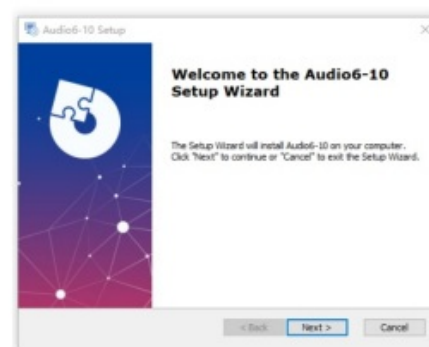 Audio6-10 Setup
Welcome to the Audio6-10
Setup Wizard
The Setup Wizard will install Audio6-10 on your computer.
Click "Next" to continue or "Cancel" to exit the Setup Wizard.
< Back
Next >
Cancel